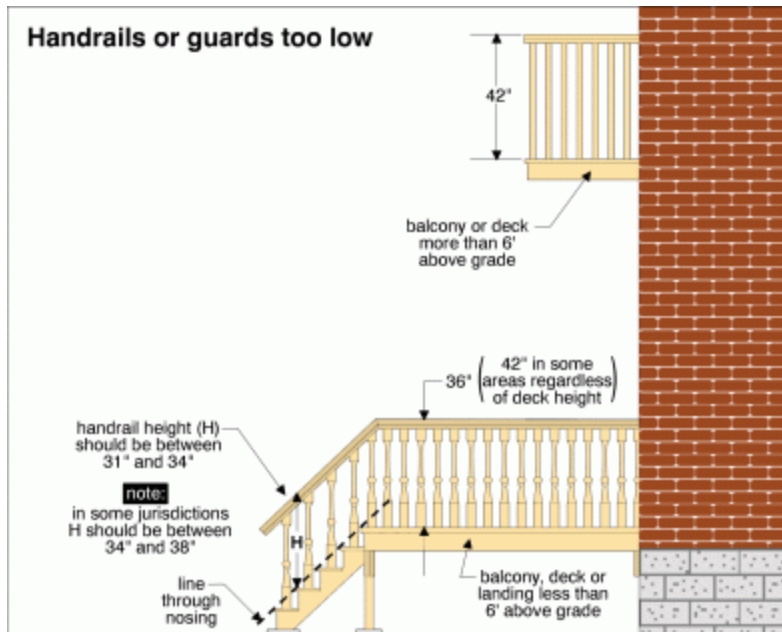 Handrails or guards too low
42"
balcony or deck
more than 6'
above grade
36" ( 42" in some
areas regardless
of deck height )
handrail height (H)
should be between
31" and 34"
note:
in some jurisdictions
H should be between
34" and 38"
H
line
through
nosing
balcony, deck or
landing less than
6' above grade